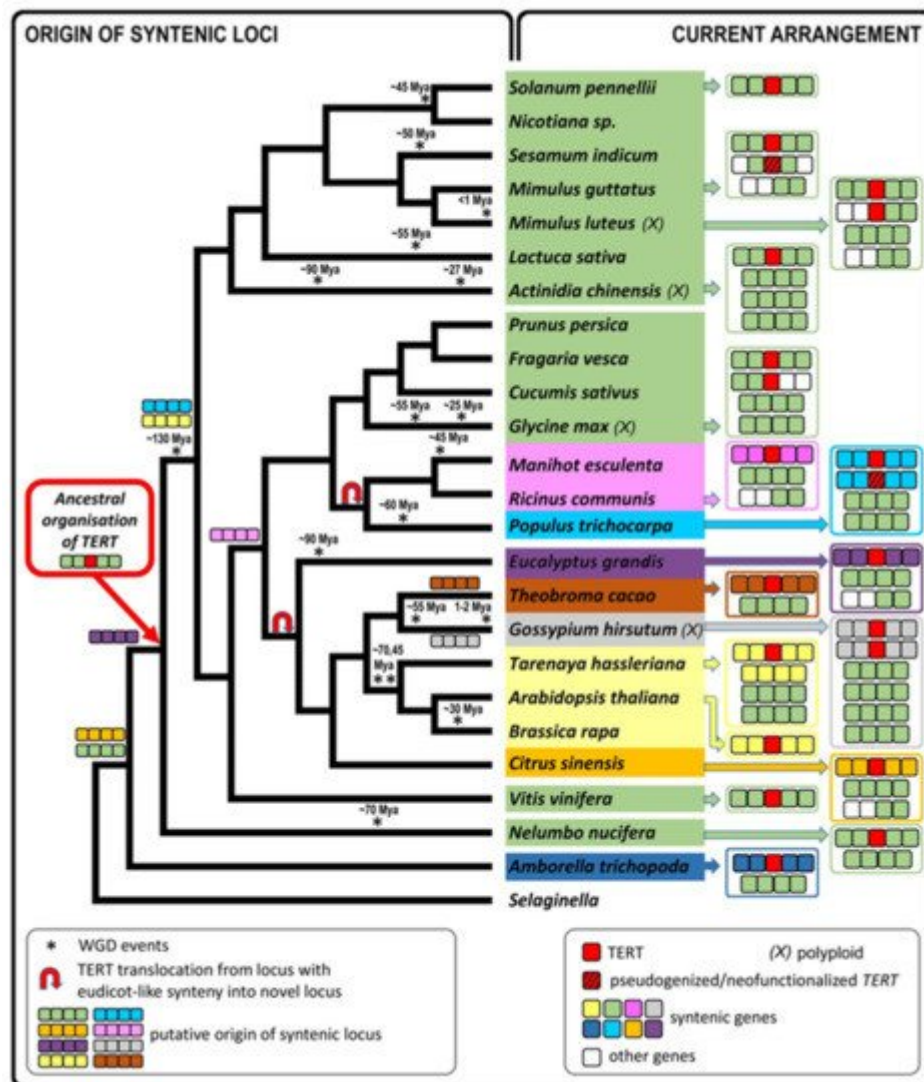 ORIGIN OF SYNTENIC LOCI
CURRENT ARRANGEMENT
~45 Mya
*
Solanum pennellii
Nicotiana sp.
~50 Mya
*
Sesamum indicum
Mimulus guttatus
<1 Mya
*
Mimulus luteus (X)
~55 Mya
*
Lactuca sativa
~90 Mya
*
~27 Mya
*
Actinidia chinensis (X)
Prunus persica
Fragaria vesca
Cucumis sativus
~55 Mya
*
~25 Mya
*
Glycine max (X)
~130 Mya
*
~45 Mya
*
Manihot esculenta
Ricinus communis
~60 Mya
*
Populus trichocarpa
Ancestral
organisation
of TERT
~90 Mya
*
Eucalyptus grandis
Theobroma cacao
~55 Mya
*
1-2 Mya
*
Gossypium hirsutum (X)
~70,45
Mya
* *
Tarenaya hassleriana
Arabidopsis thaliana
~30 Mya
*
Brassica rapa
Citrus sinensis
Vitis vinifera
~70 Mya
*
Nelumbo nucifera
Amborella trichopoda
Selaginella
* WGD events
TERT translocation from locus with
eudicot-like synteny into novel locus
putative origin of syntenic locus
TERT
(X) polyploid
pseudogenized/neofunctionalized TERT
syntenic genes
other genes